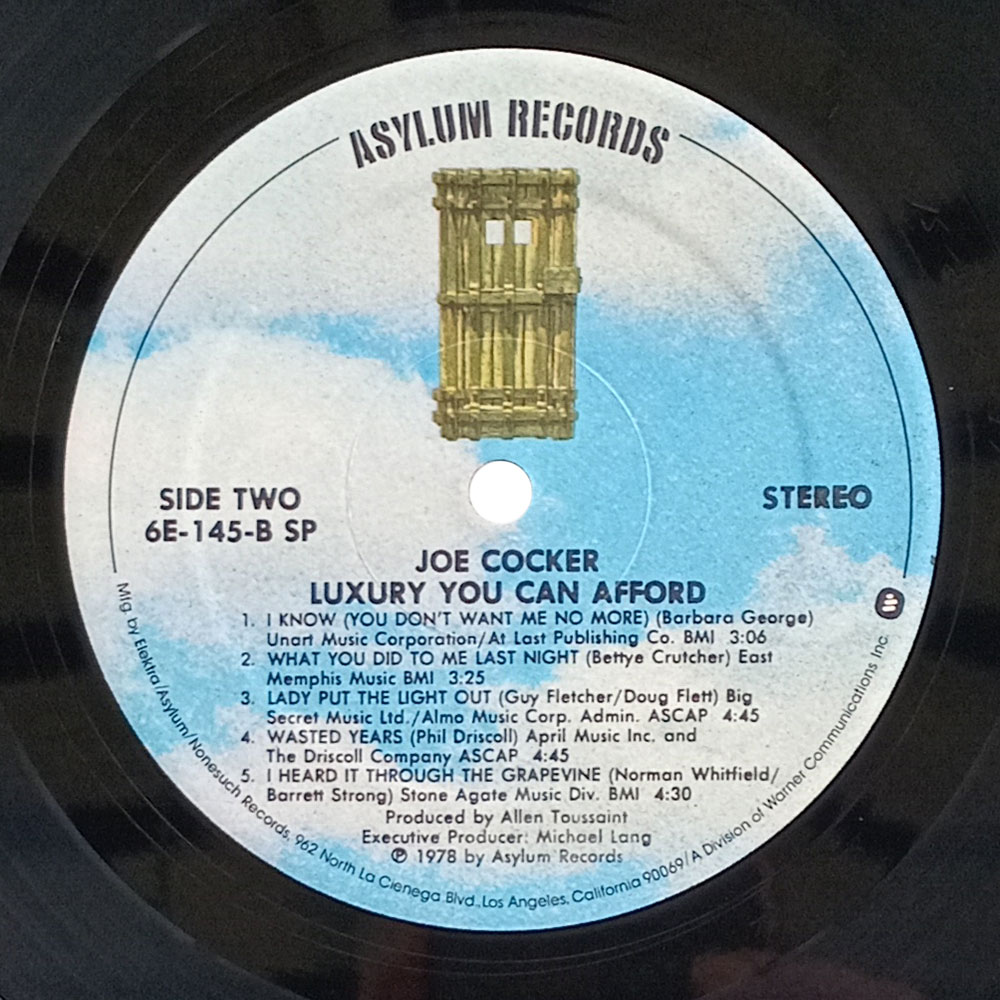 ASYLUM RECORDS
SIDE TWO
6E-145-B SP
STEREO
JOE COCKER
LUXURY YOU CAN AFFORD
1. I KNOW (YOU DON'T WANT ME NO MORE) (Barbara George)
Unart Music Corporation/At Last Publishing Co. BMI 3:06
2. WHAT YOU DID TO ME LAST NIGHT (Bettye Crutcher) East
Memphis Music BMI 3:25
3. LADY PUT THE LIGHT OUT (Guy Fletcher/Doug Flett) Big
Secret Music Ltd./Almo Music Corp. Admin. ASCAP 4:45
4. WASTED YEARS (Phil Driscoll) April Music Inc. and
The Driscoll Company ASCAP 4:45
5. I HEARD IT THROUGH THE GRAPEVINE (Norman Whitfield/
Barrett Strong) Stone Agate Music Div. BMI 4:30
Produced by Allen Toussaint
Executive Producer: Michael Lang
℗ 1978 by Asylum Records
Mfg. by Elektra/Asylum/Nonesuch Records, 962 North La Cienega Blvd., Los Angeles, California 90069/A Division of Warner Communications Inc.